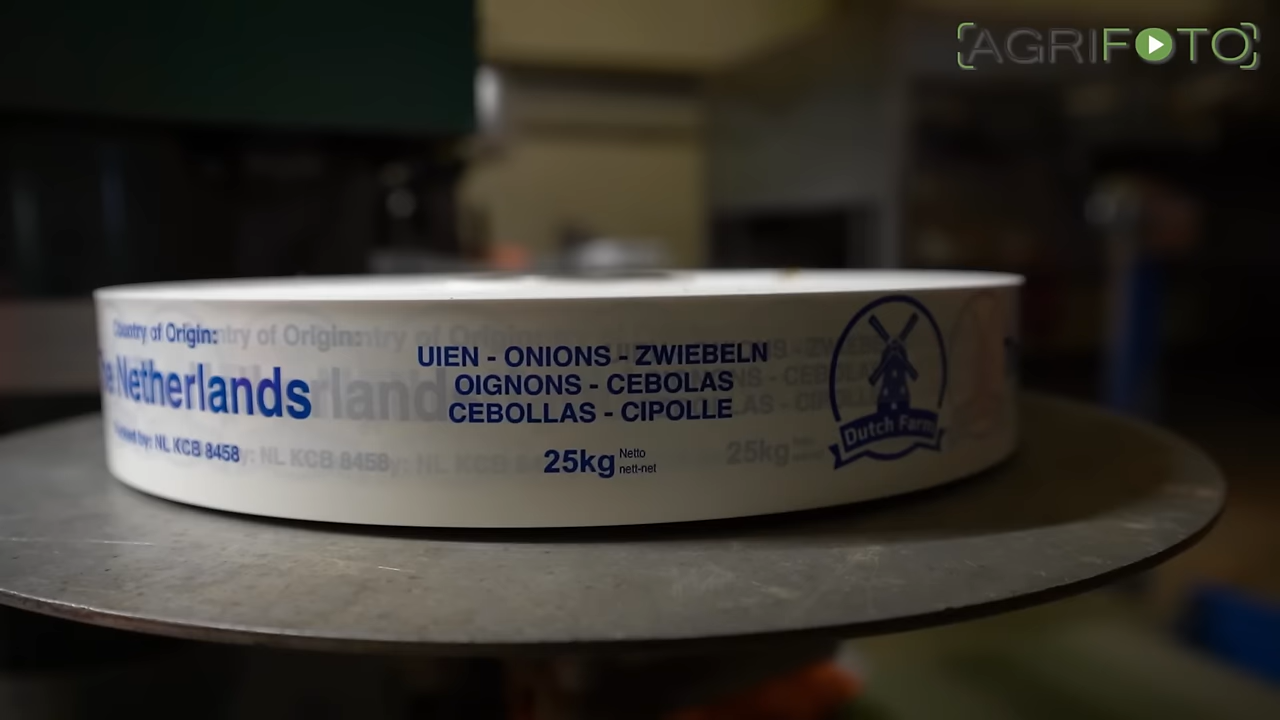 AGRIFOTO
Country of Origin:
Netherlands
by: NL KCB 8458
UIEN - ONIONS - ZWIEBELN
OIGNONS - CEBOLAS
CEBOLLAS - CIPOLLE
25kg Netto
nett-net
Dutch Farm